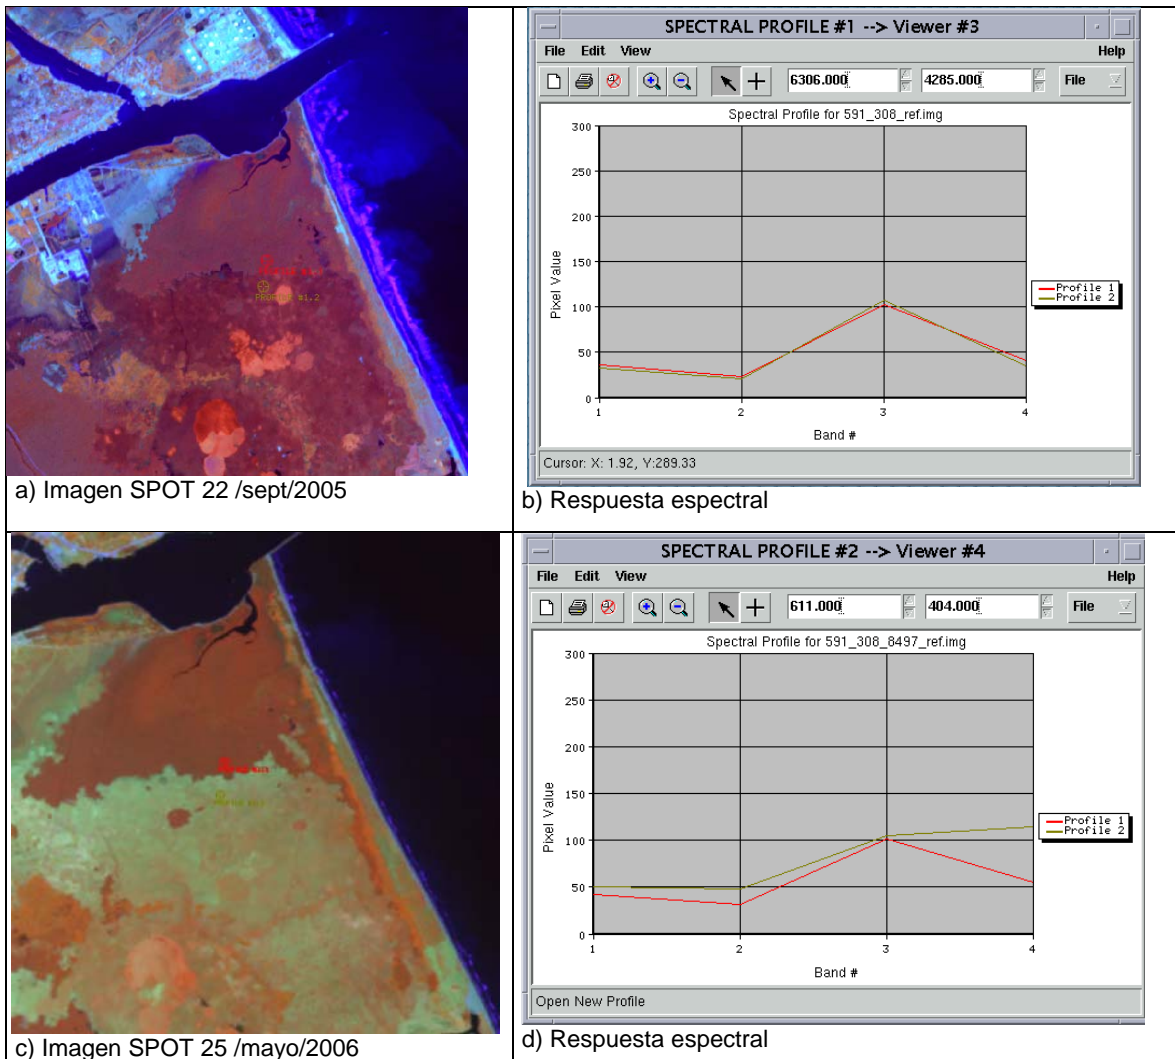 PROFILE #1.2
a) Imagen SPOT 22 /sept/2005
SPECTRAL PROFILE #1 --> Viewer #3
File Edit View Help
6306.000 4285.000 File
Spectral Profile for 591_308_ref.img
300
250
200
150
100
50
0
Pixel Value
1 2 3 4
Band #
Profile 1
Profile 2
Cursor: X: 1.92, Y:289.33
b) Respuesta espectral
c) Imagen SPOT 25 /mayo/2006
SPECTRAL PROFILE #2 --> Viewer #4
File Edit View Help
611.000 404.000 File
Spectral Profile for 591_308_8497_ref.img
300
250
200
150
100
50
0
Pixel Value
1 2 3 4
Band #
Profile 1
Profile 2
Open New Profile
d) Respuesta espectral